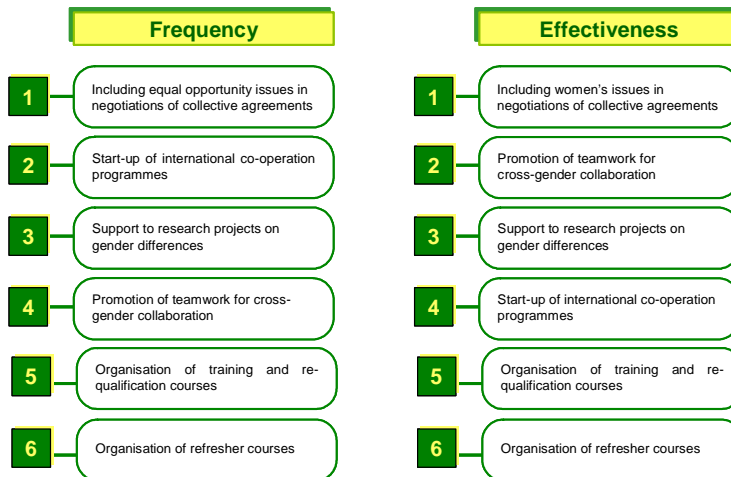 Frequency
1
Including equal opportunity issues in
negotiations of collective agreements
2
Start-up of international co-operation
programmes
3
Support to research projects on
gender differences
4
Promotion of teamwork for cross-
gender collaboration
5
Organisation of training and re-
qualification courses
6
Organisation of refresher courses
Effectiveness
1
Including women's issues in
negotiations of collective agreements
2
Promotion of teamwork for
cross-gender collaboration
3
Support to research projects on
gender differences
4
Start-up of international co-operation
programmes
5
Organisation of training and re-
qualification courses
6
Organisation of refresher courses